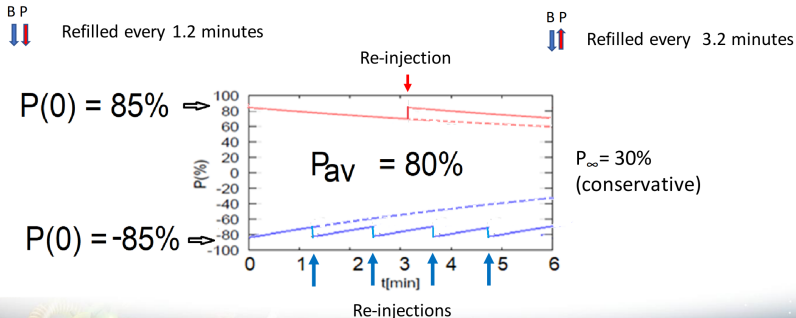 B P
Refilled every 1.2 minutes
B P
Refilled every 3.2 minutes
Re-injection
P(0) = 85%
P(0) = -85%
P(%)
100
80
60
40
20
0
-20
-40
-60
-80
-100
Pav = 80%
P∞= 30%
(conservative)
0 1 2 3 4 5 6
t[min]
Re-injections